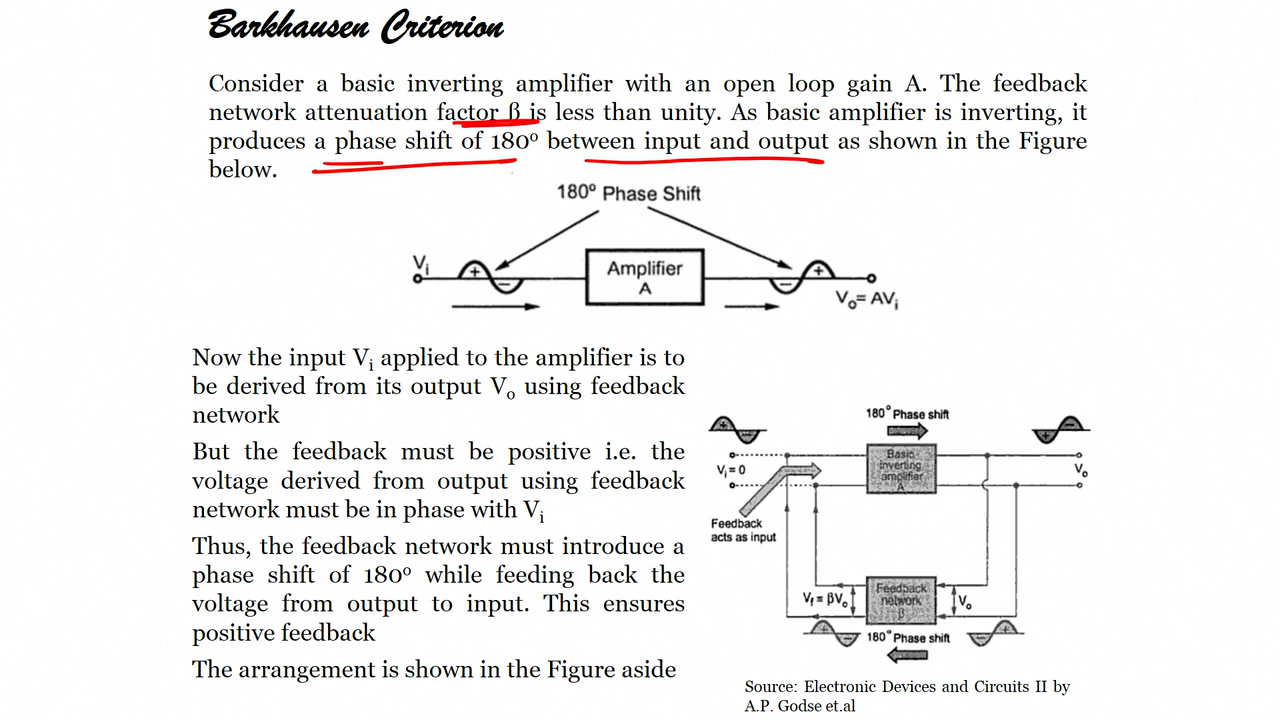 Barkhausen Criterion
Consider a basic inverting amplifier with an open loop gain A. The feedback
network attenuation factor β is less than unity. As basic amplifier is inverting, it
produces a phase shift of 180º between input and output as shown in the Figure
below.
180º Phase Shift
Vi
+
−
Amplifier
A
−
+
Vo= AVi
Now the input Vi applied to the amplifier is to
be derived from its output Vo using feedback
network
But the feedback must be positive i.e. the
voltage derived from output using feedback
network must be in phase with Vi
Thus, the feedback network must introduce a
phase shift of 180º while feeding back the
voltage from output to input. This ensures
positive feedback
The arrangement is shown in the Figure aside
180° Phase shift
+
−
+
−
Basic
inverting
amplifier
A
Vi = 0
Vo
Feedback
acts as input
Vf = βVo
Feedback
network
β
Vo
+
−
−
+
180° Phase shift
Source: Electronic Devices and Circuits II by
A.P. Godse et.al